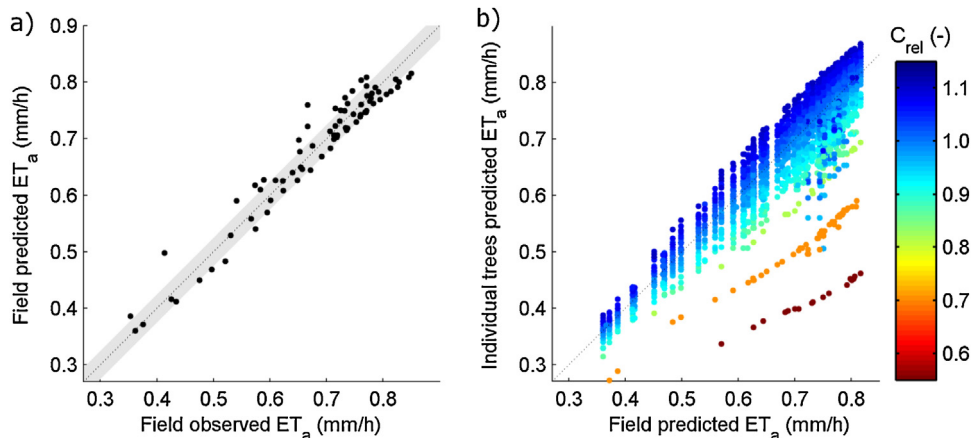 a)
0.9
0.8
0.7
0.6
0.5
0.4
0.3
Field predicted ETa (mm/h)
0.3 0.4 0.5 0.6 0.7 0.8
Field observed ETa (mm/h)
b)
0.8
0.7
0.6
0.5
0.4
0.3
Individual trees predicted ETa (mm/h)
0.3 0.4 0.5 0.6 0.7 0.8
Field predicted ETa (mm/h)
Crel (-)
1.1
1.0
0.9
0.8
0.7
0.6